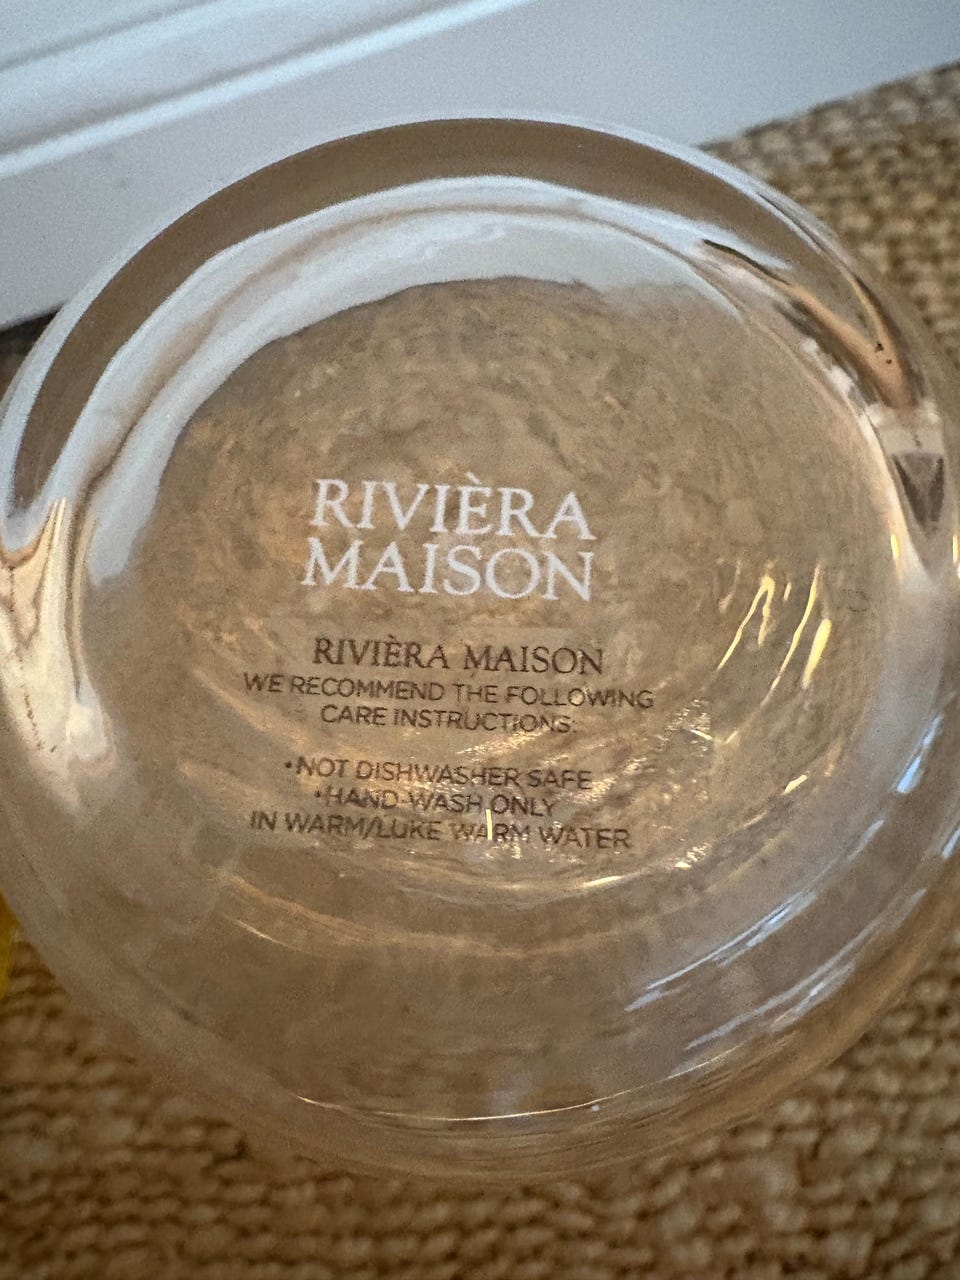 RIVIÈRA
MAISON
RIVIÈRA MAISON
WE RECOMMEND THE FOLLOWING
CARE INSTRUCTIONS:
•NOT DISHWASHER SAFE
•HAND-WASH ONLY
IN WARM/LUKE WARM WATER